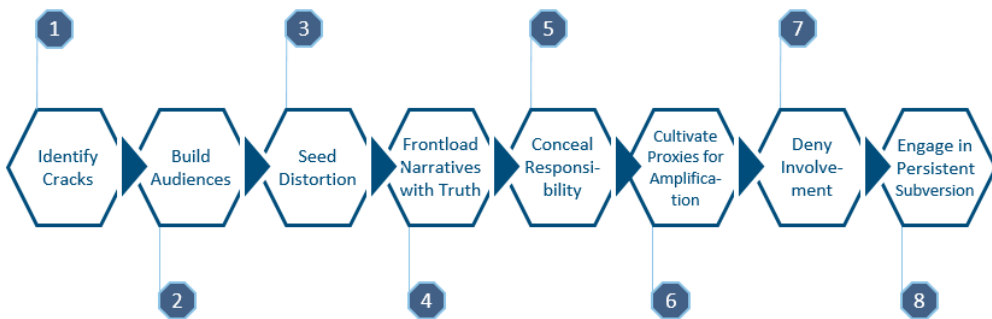 1
3
5
7
Identify
Cracks
Build
Audiences
Seed
Distortion
Frontload
Narratives
with Truth
Conceal
Responsi-
bility
Cultivate
Proxies for
Amplifica-
tion
Deny
Involve-
ment
Engage in
Persistent
Subversion
2
4
6
8